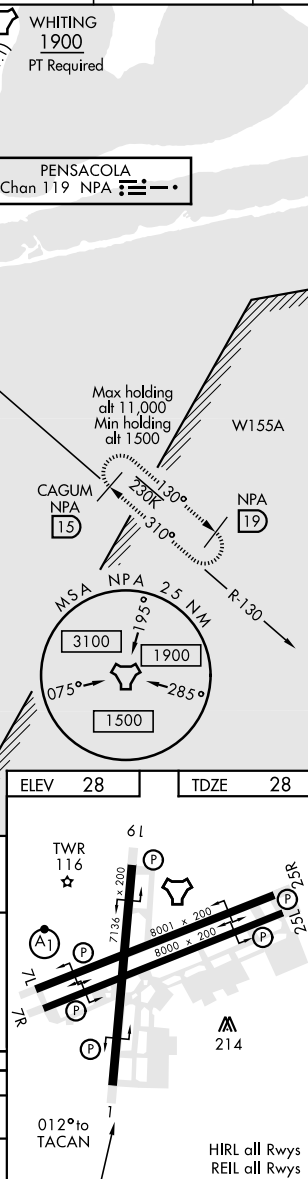 WHITING
1900
PT Required
PENSACOLA
Chan 119 NPA
Max holding
alt 11,000
Min holding
alt 1500
W155A
CAGUM
NPA
15
230K
130°
310°
NPA
19
R-130
MSA NPA 25 NM
195°
3100
1900
075°
285°
1500
ELEV 28
TDZE 28
19
TWR
116
P
7136 x 200
A1
P
8001 x 200
25R
8000 x 200
25L
P
7L
7R
P
P
214
1
012° to
TACAN
HIRL all Rwys
REIL all Rwys